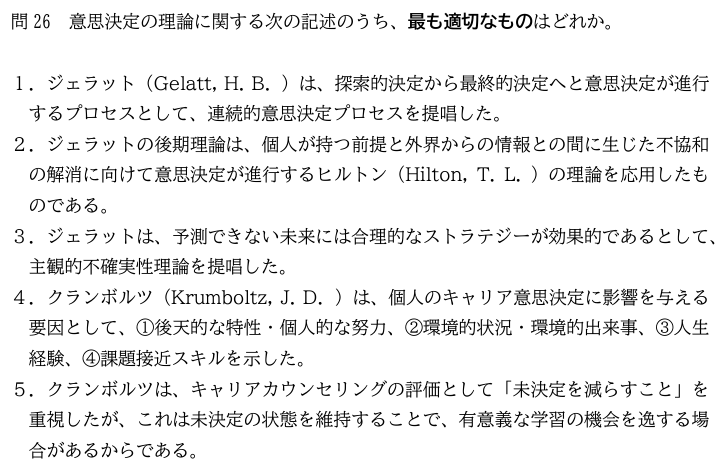 問 26　意思決定の理論に関する次の記述のうち、最も適切なものはどれか。
１．ジェラット（Gelatt, H. B. ）は、探索的決定から最終的決定へと意思決定が進行
するプロセスとして、連続的意思決定プロセスを提唱した。
２．ジェラットの後期理論は、個人が持つ前提と外界からの情報との間に生じた不協和
の解消に向けて意思決定が進行するヒルトン（Hilton, T. L. ）の理論を応用したも
のである。
３．ジェラットは、予測できない未来には合理的なストラテジーが効果的であるとして、
主観的不確実性理論を提唱した。
４．クランボルツ（Krumboltz, J. D. ）は、個人のキャリア意思決定に影響を与える
要因として、①後天的な特性・個人的な努力、②環境的状況・環境的出来事、③人生
経験、④課題接近スキルを示した。
５．クランボルツは、キャリアカウンセリングの評価として「未決定を減らすこと」を
重視したが、これは未決定の状態を維持することで、有意義な学習の機会を逸する場
合があるからである。